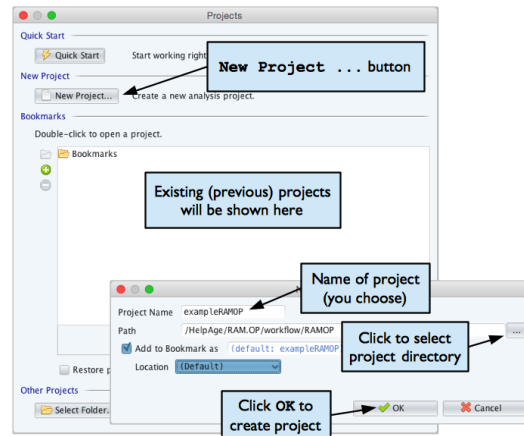 Projects
Quick Start
Quick Start
Start working right
New Project ... button
New Project
New Project...
Create a new analysis project.
Bookmarks
Double-click to open a project.
Bookmarks
Existing (previous) projects
will be shown here
Name of project
(you choose)
Project Name
exampleRAMOP
Path
/HelpAge/RAM.OP/workflow/RAMOP
...
Click to select
project directory
Add to Bookmark as
(default: exampleRAMOP
Location
(Default)
Restore
Other Projects
Select Folder.
Click OK to
create project
OK
Cancel